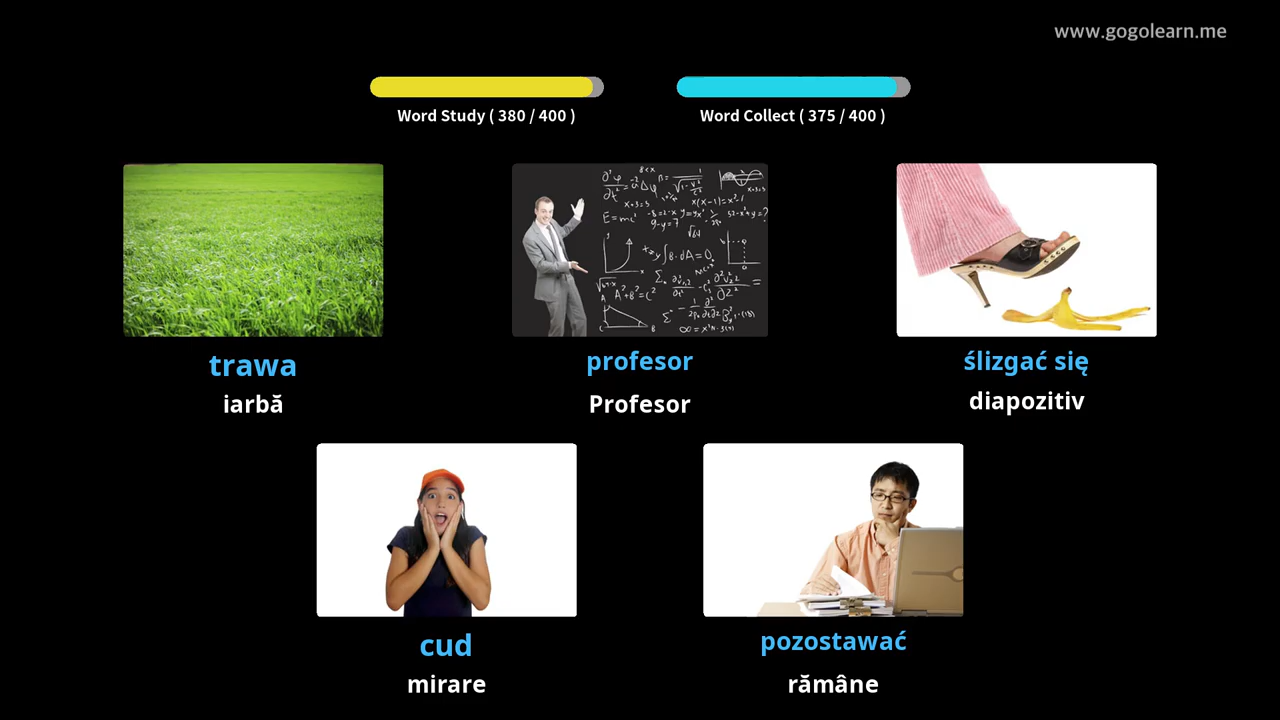 www.gogolearn.me
Word Study ( 380 / 400 )
Word Collect ( 375 / 400 )
trawa
iarbă
profesor
Profesor
ślizgać się
diapozitiv
cud
mirare
pozostawać
rămâne